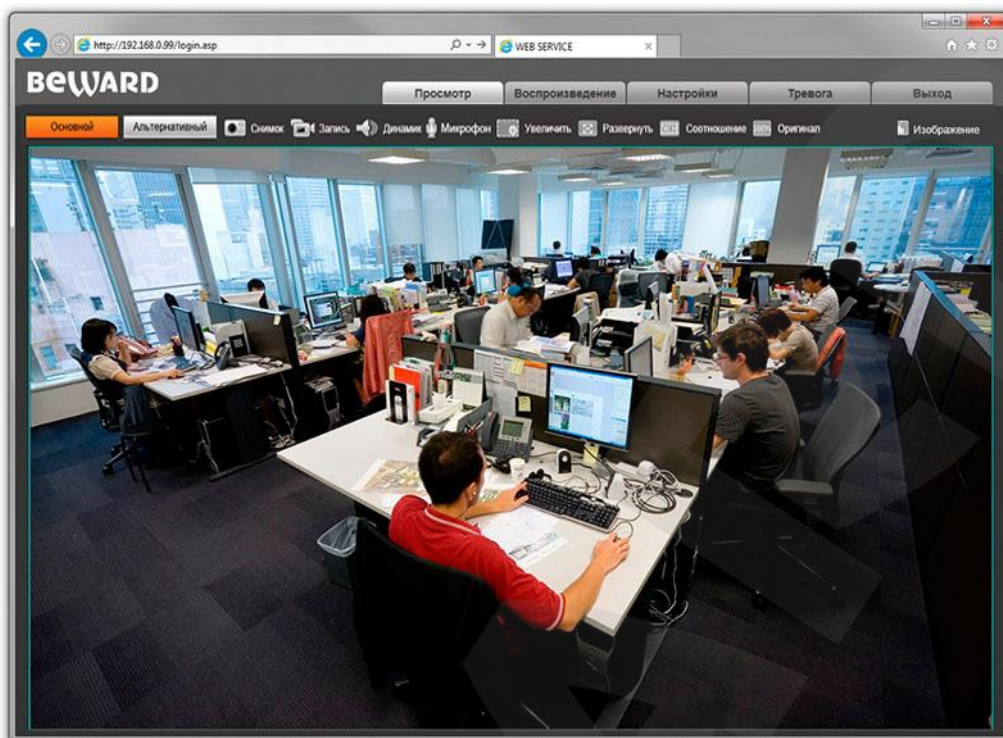 http://192.168.0.99/login.asp WEB SERVICE
BEWARD
Просмотр Воспроизведение Настройки Тревога Выход
Основной Альтернативный Снимок Запись Динамик Микрофон Увеличить Развернуть Соотношение 100% Оригинал Изображение